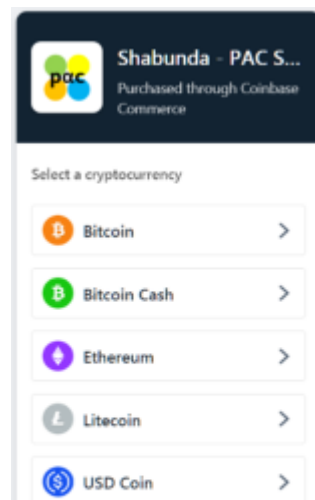 pac
Shabunda - PAC S...
Purchased through Coinbase
Commerce
Select a cryptocurrency
Bitcoin
Bitcoin Cash
Ethereum
Litecoin
USD Coin